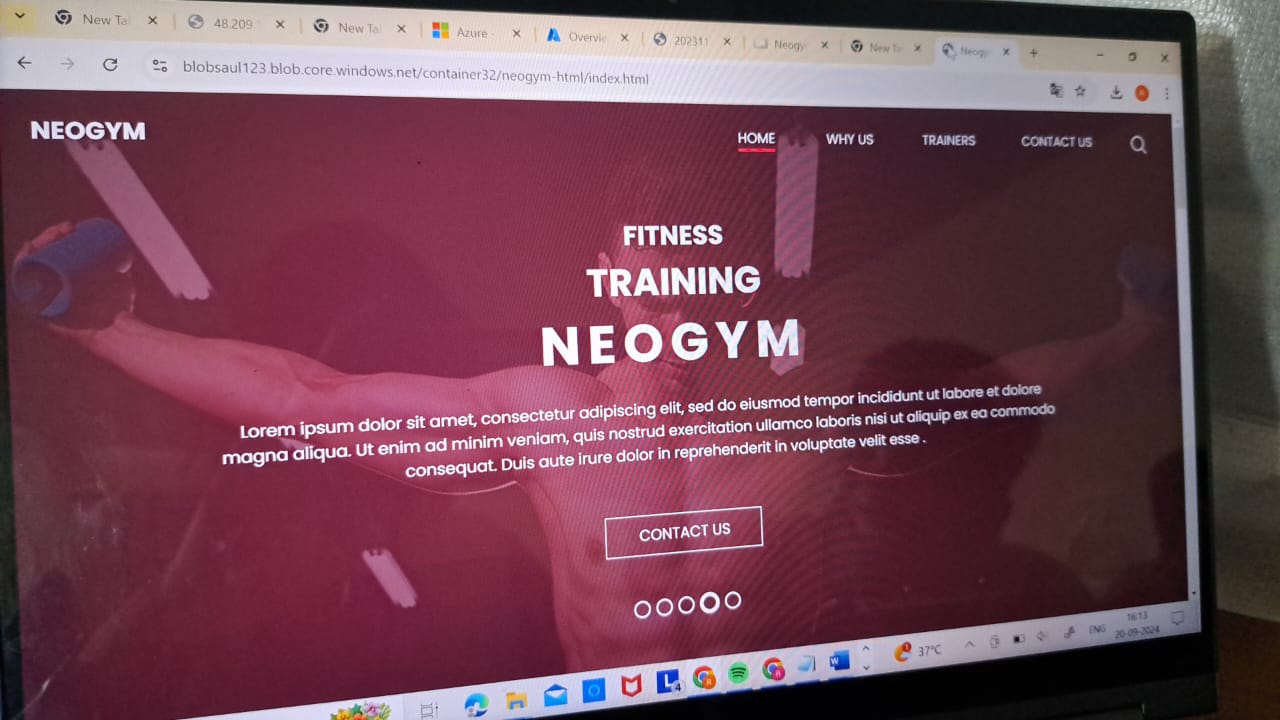 New Ta
48.209.
New Tal
Azure -
Overvie
202311
Neogy
New Ta
Neogy
blobsaul123.blob.core.windows.net/container32/neogym-html/index.html
NEOGYM
HOME
WHY US
TRAINERS
CONTACT US
FITNESS
TRAINING
NEOGYM
Lorem ipsum dolor sit amet, consectetur adipiscing elit, sed do eiusmod tempor incididunt ut labore et dolore
magna aliqua. Ut enim ad minim veniam, quis nostrud exercitation ullamco laboris nisi ut aliquip ex ea commodo
consequat. Duis aute irure dolor in reprehenderit in voluptate velit esse .
CONTACT US
37°C
ENG
16:13
20-09-2024